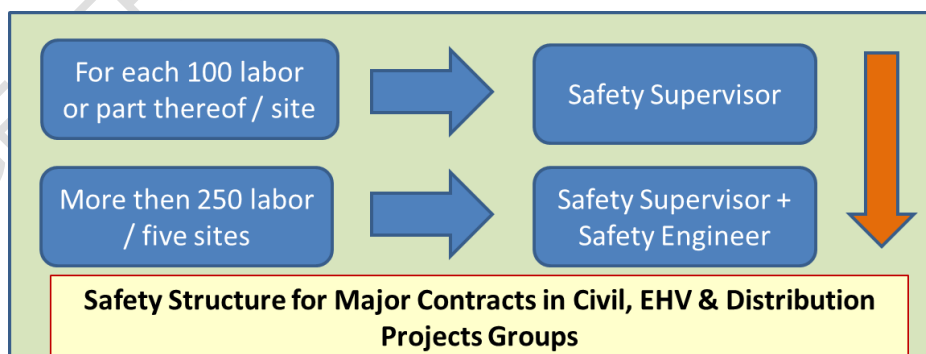 For each 100 labor
or part thereof / site
Safety Supervisor
More then 250 labor
/ five sites
Safety Supervisor +
Safety Engineer
Safety Structure for Major Contracts in Civil, EHV & Distribution
Projects Groups